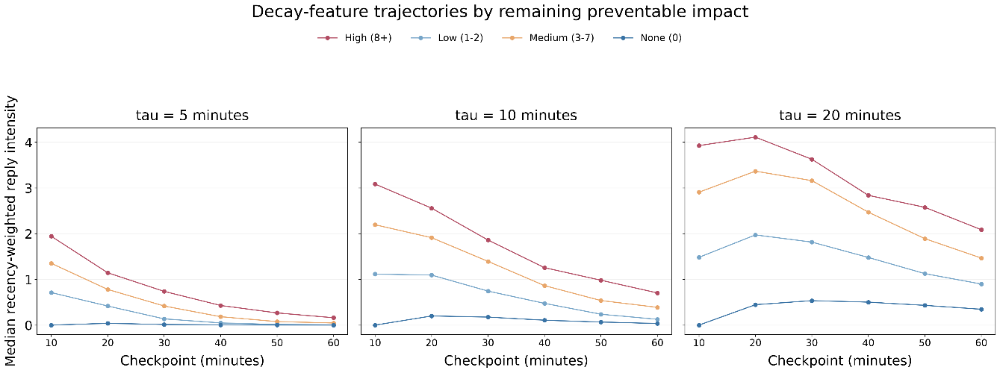 Decay-feature trajectories by remaining preventable impact
High (8+) Low (1-2) Medium (3-7) None (0)
Median recency-weighted reply intensity
tau = 5 minutes
4
3
2
1
0
10 20 30 40 50 60
Checkpoint (minutes)
tau = 10 minutes
10 20 30 40 50 60
Checkpoint (minutes)
tau = 20 minutes
10 20 30 40 50 60
Checkpoint (minutes)